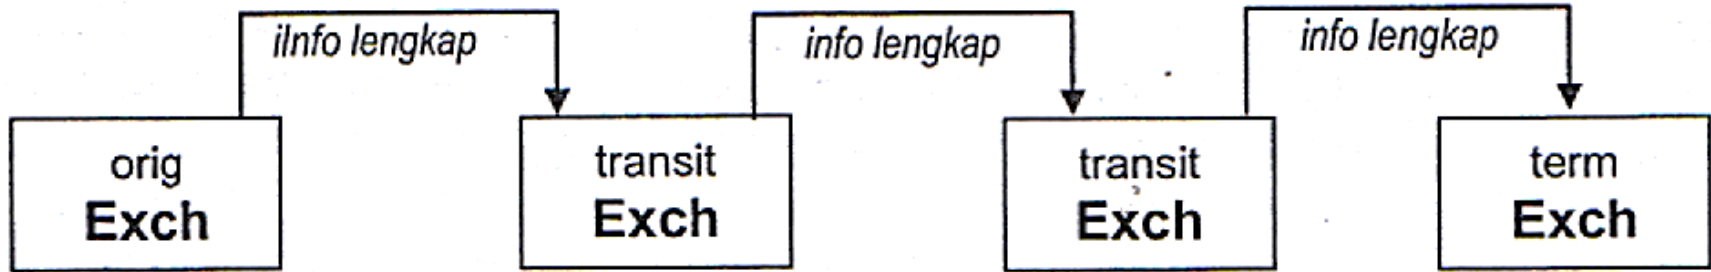 iInfo lengkap
info lengkap
info lengkap
orig
Exch
transit
Exch
transit
Exch
term
Exch